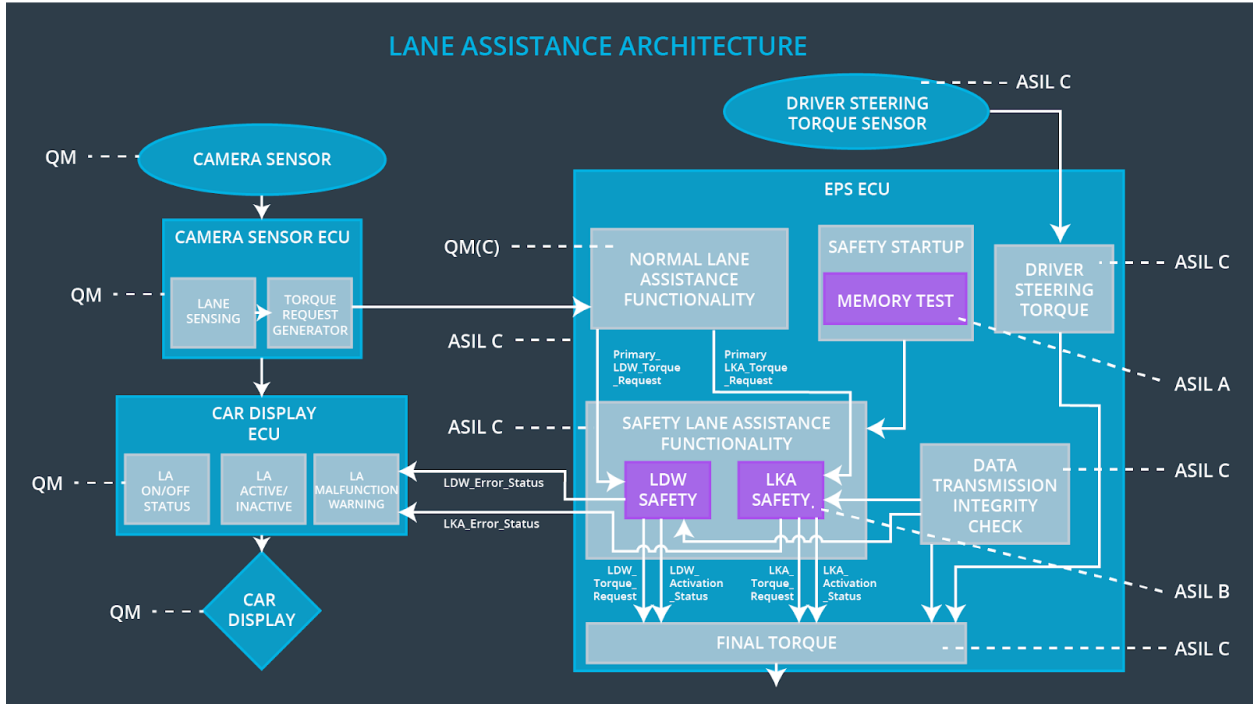 LANE ASSISTANCE ARCHITECTURE
ASIL C
DRIVER STEERING
TORQUE SENSOR
QM
CAMERA SENSOR
EPS ECU
CAMERA SENSOR ECU
QM(C)
NORMAL LANE
ASSISTANCE
FUNCTIONALITY
SAFETY STARTUP
MEMORY TEST
DRIVER
STEERING
TORQUE
ASIL C
QM
LANE
SENSING
TORQUE
REQUEST
GENERATOR
ASIL C
Primary_
LDW_Torque
_Request
Primary
LKA_Torque
_Request
ASIL A
CAR DISPLAY
ECU
ASIL C
SAFETY LANE ASSISTANCE
FUNCTIONALITY
QM
LA
ON/OFF
STATUS
LA
ACTIVE/
INACTIVE
LA
MALFUNCTION
WARNING
LDW_Error_Status
LKA_Error_Status
LDW
SAFETY
LKA
SAFETY
DATA
TRANSMISSION
INTEGRITY
CHECK
ASIL C
LDW_
Torque_
Request
LDW_
Activation
_Status
LKA_
Torque_
Request
LKA_
Activation
_Status
ASIL B
QM
CAR
DISPLAY
FINAL TORQUE
ASIL C